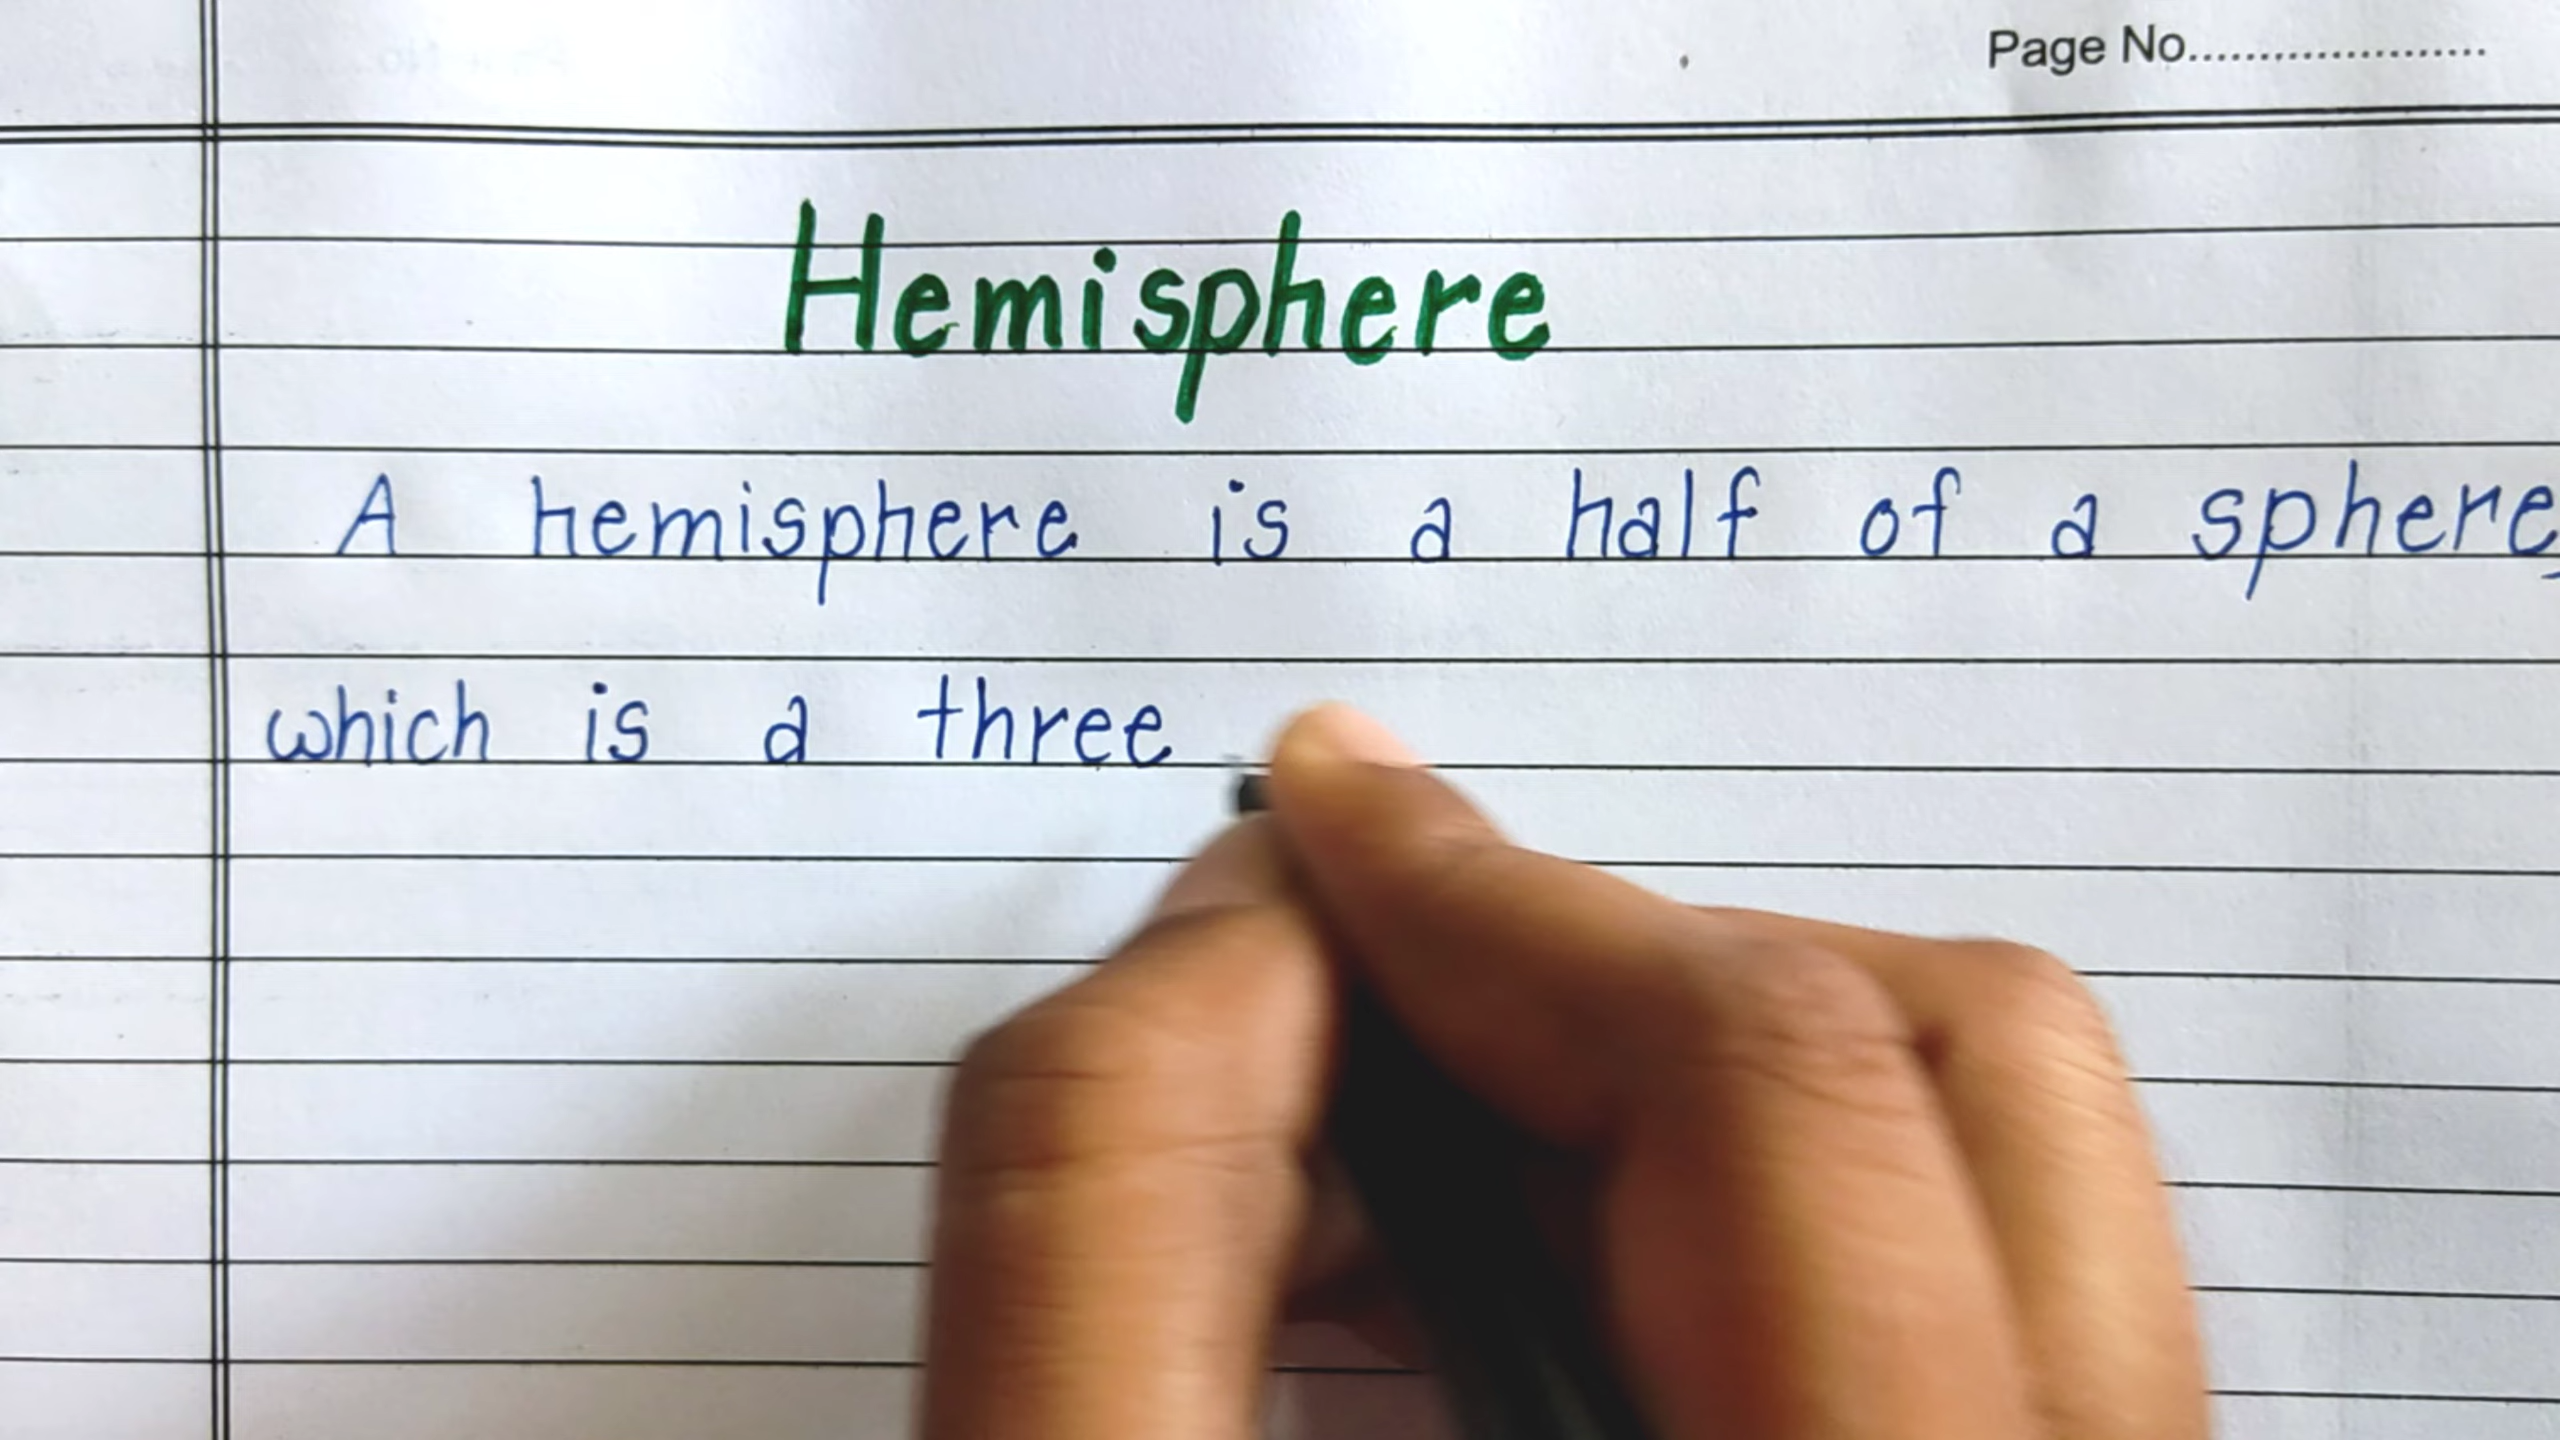 Page No......................
Hemisphere
A hemisphere is a half of a sphere,
which is a three